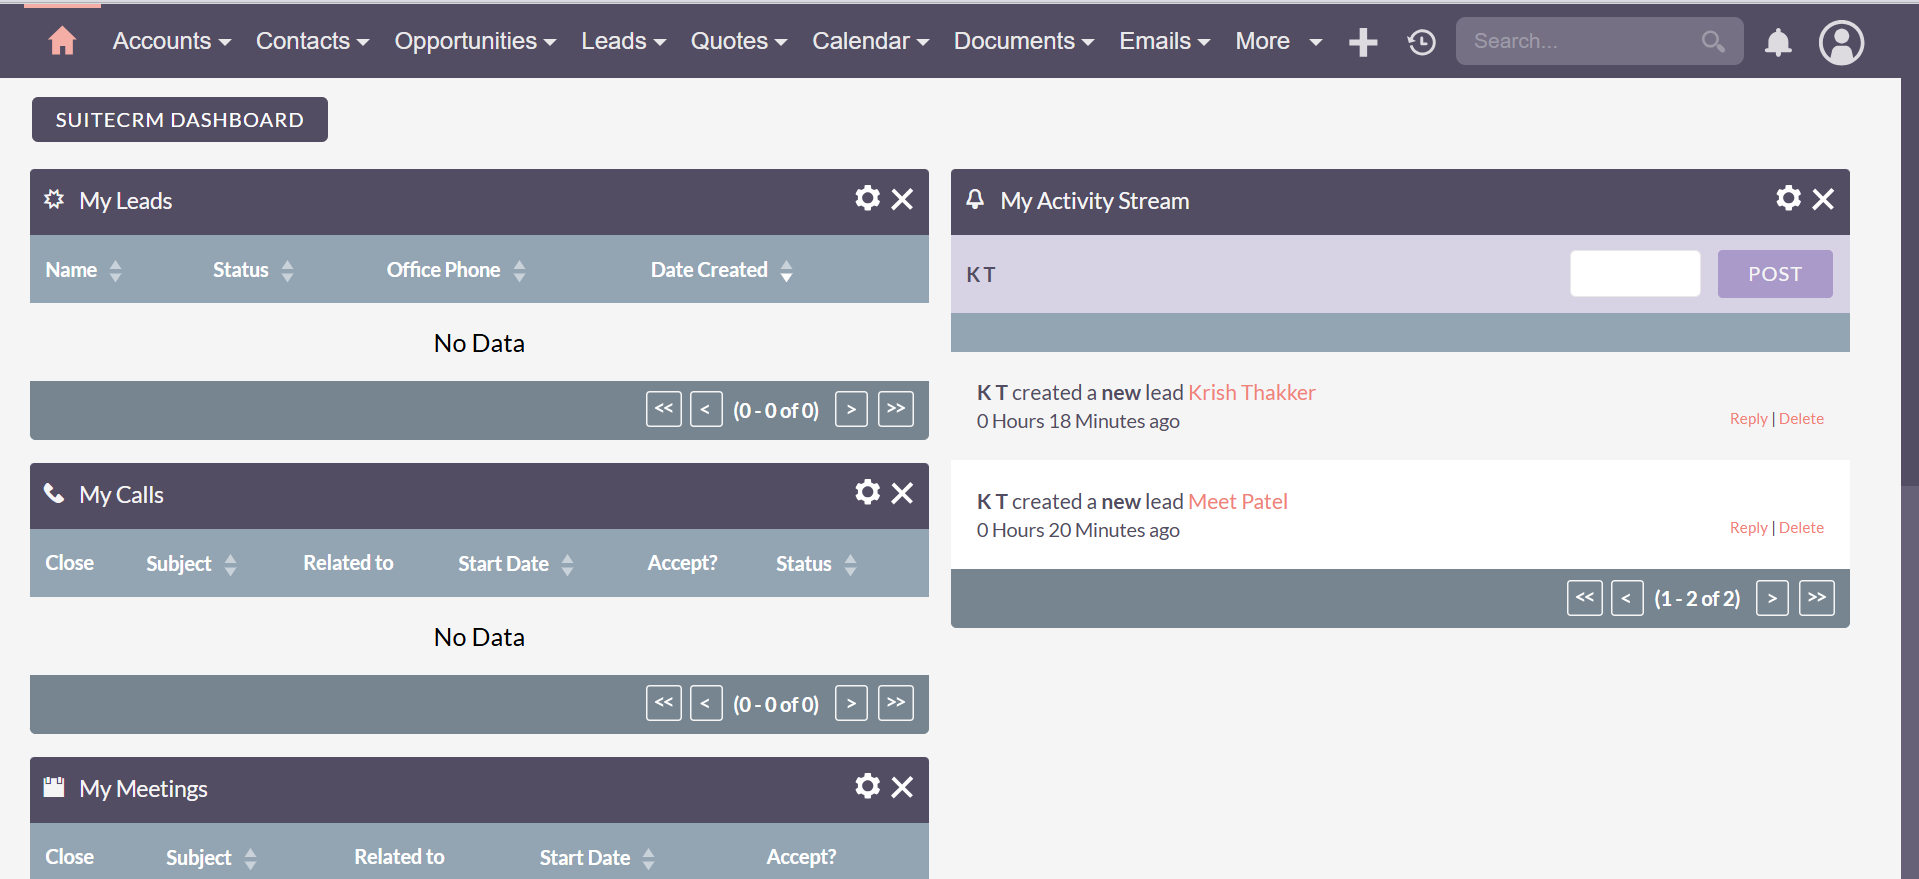 Accounts Contacts Opportunities Leads Quotes Calendar Documents Emails More Search...
SUITECRM DASHBOARD
My Leads
Name Status Office Phone Date Created
No Data
<< < (0 - 0 of 0) > >>
My Calls
Close Subject Related to Start Date Accept? Status
No Data
<< < (0 - 0 of 0) > >>
My Meetings
Close Subject Related to Start Date Accept?
My Activity Stream
K T POST
K T created a new lead Krish Thakker
0 Hours 18 Minutes ago
Reply | Delete
K T created a new lead Meet Patel
0 Hours 20 Minutes ago
Reply | Delete
<< < (1 - 2 of 2) > >>